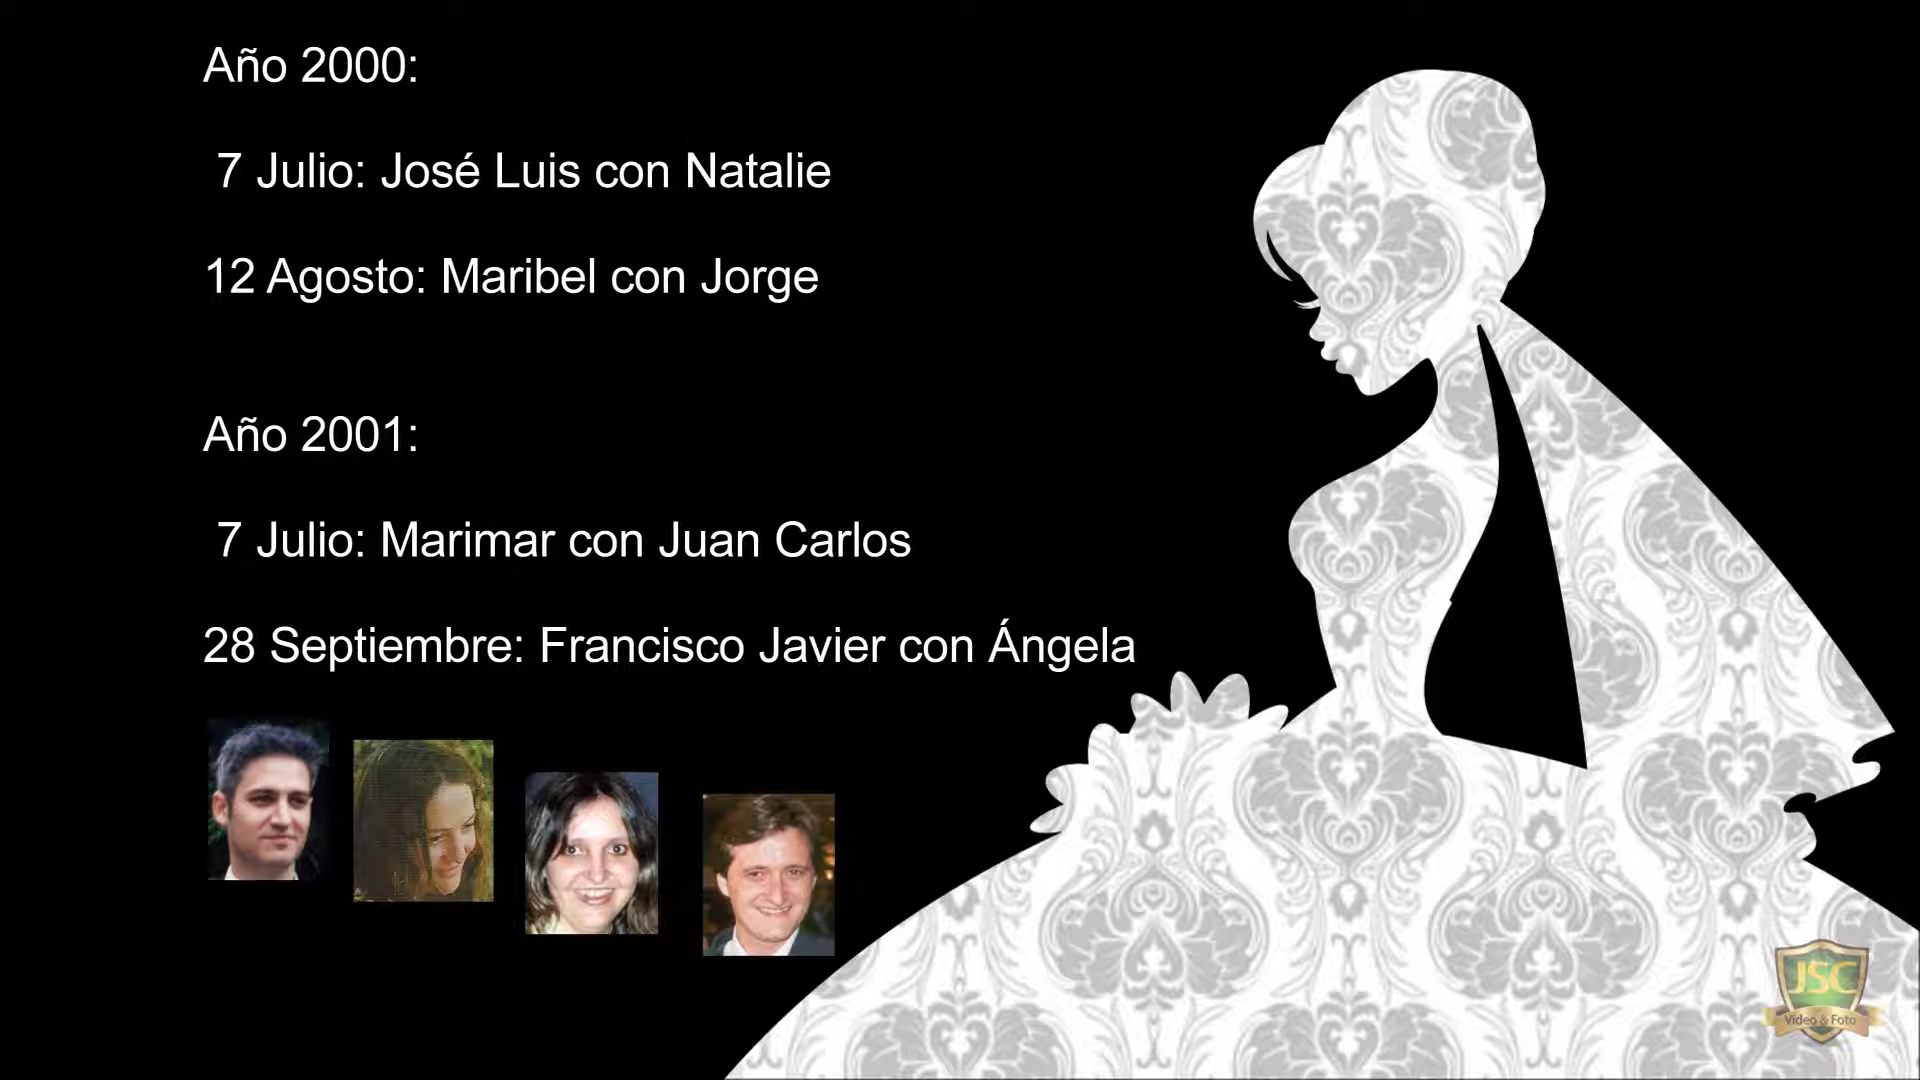 Año 2000:
7 Julio: José Luis con Natalie
12 Agosto: Maribel con Jorge
Año 2001:
7 Julio: Marimar con Juan Carlos
28 Septiembre: Francisco Javier con Ángela
JSC
Video & Foto